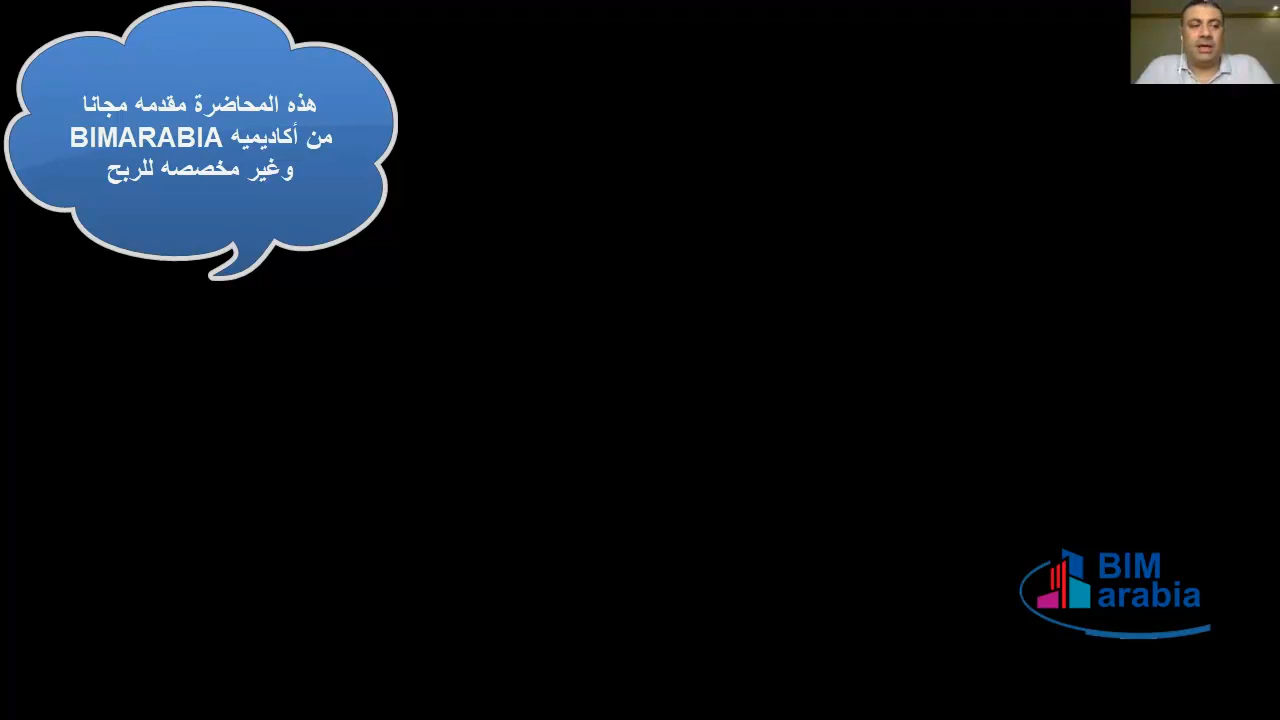 هذه المحاضرة مقدمه مجانا
من أكاديميه BIMARABIA
وغير مخصصه للربح
BIM
arabia